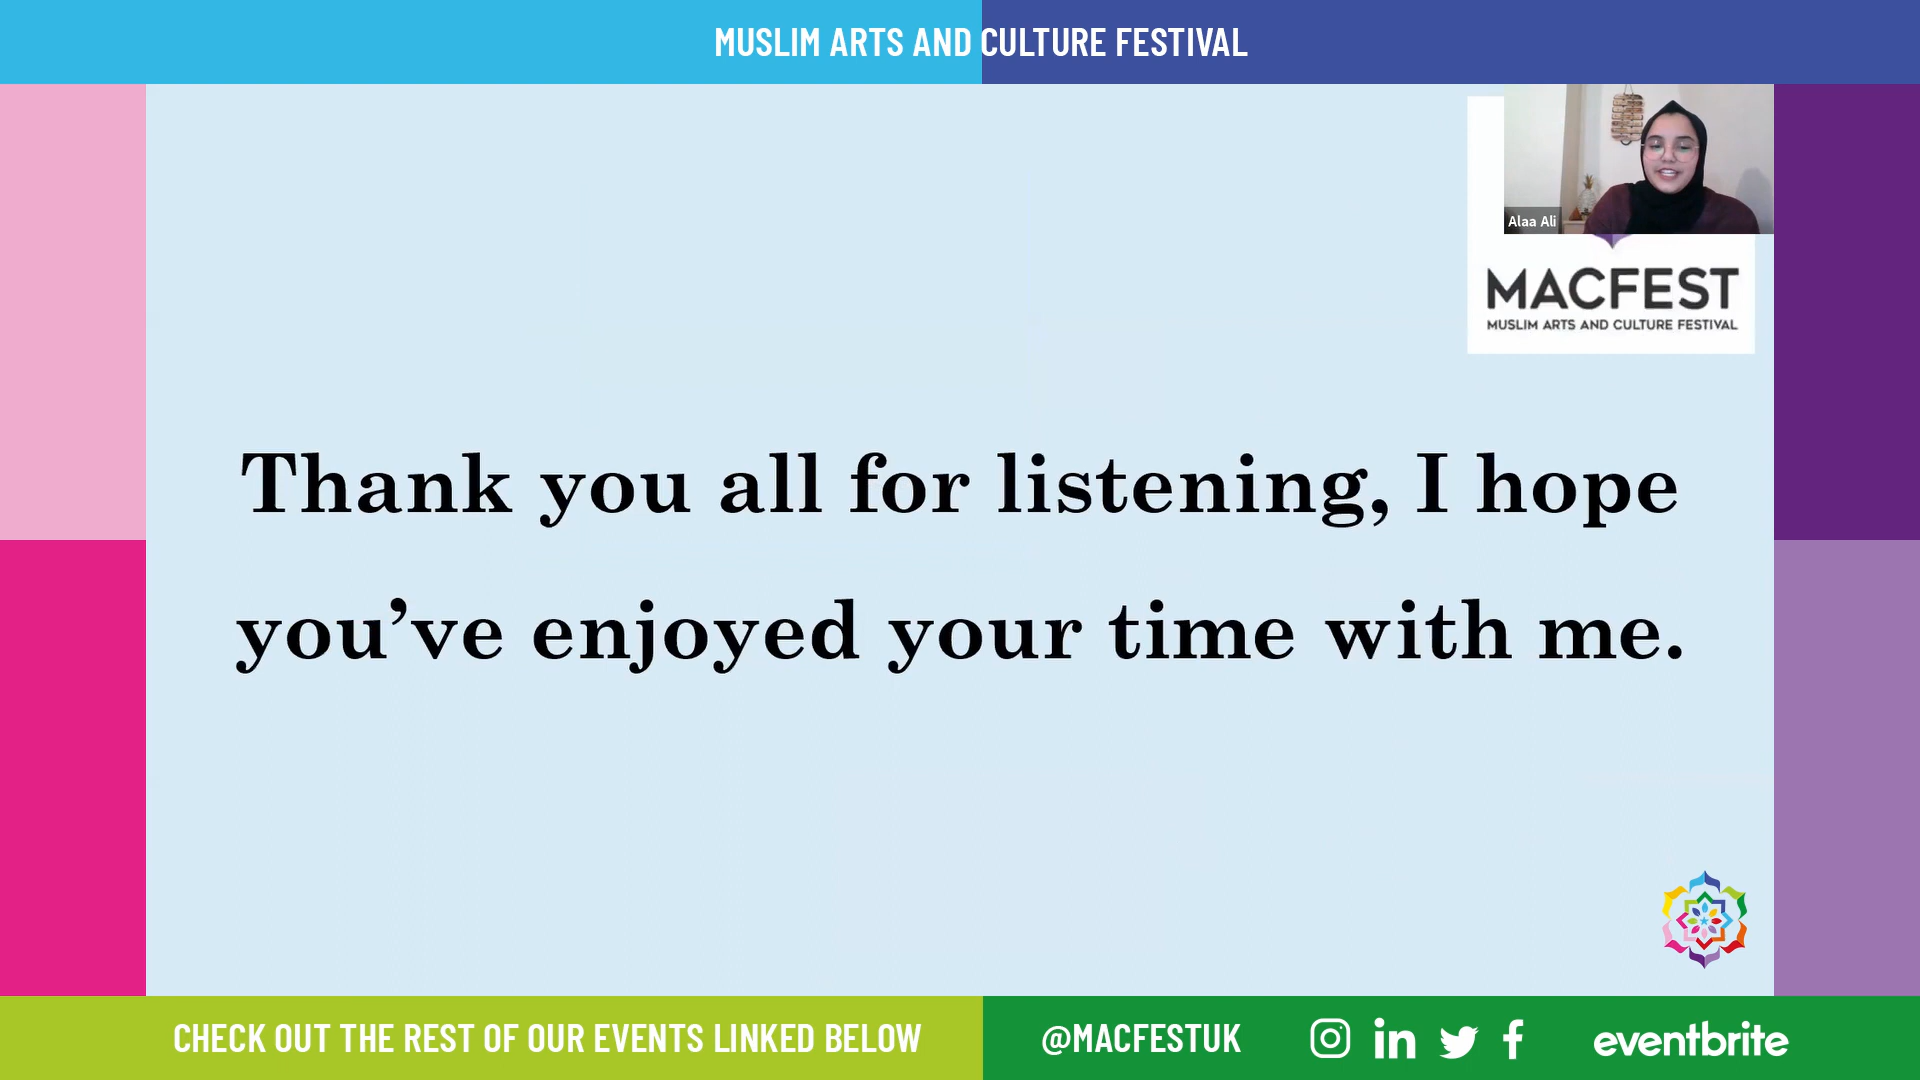 MUSLIM ARTS AND CULTURE FESTIVAL
Alaa Ali
MACFEST
MUSLIM ARTS AND CULTURE FESTIVAL
Thank you all for listening, I hope
you’ve enjoyed your time with me.
CHECK OUT THE REST OF OUR EVENTS LINKED BELOW
@MACFESTUK
in
eventbrite